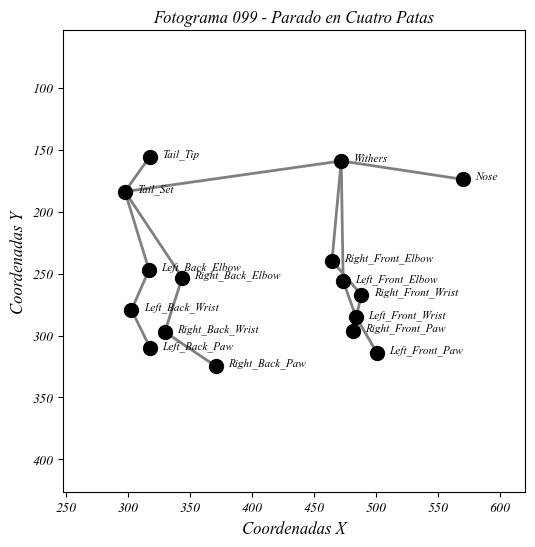 Fotograma 099 - Parado en Cuatro Patas
100
Tail_Tip
Withers
150
Nose
Tail_Set
200
Right_Front_Elbow
250
Left_Back_Elbow
Right_Back_Elbow
Left_Front_Elbow
Right_Front_Wrist
Left_Back_Wrist
300
Left_Front_Wrist
Right_Back_Wrist
Right_Front_Paw
Left_Back_Paw
Left_Front_Paw
Right_Back_Paw
350
400
Coordenadas Y
250 300 350 400 450 500 550 600
Coordenadas X